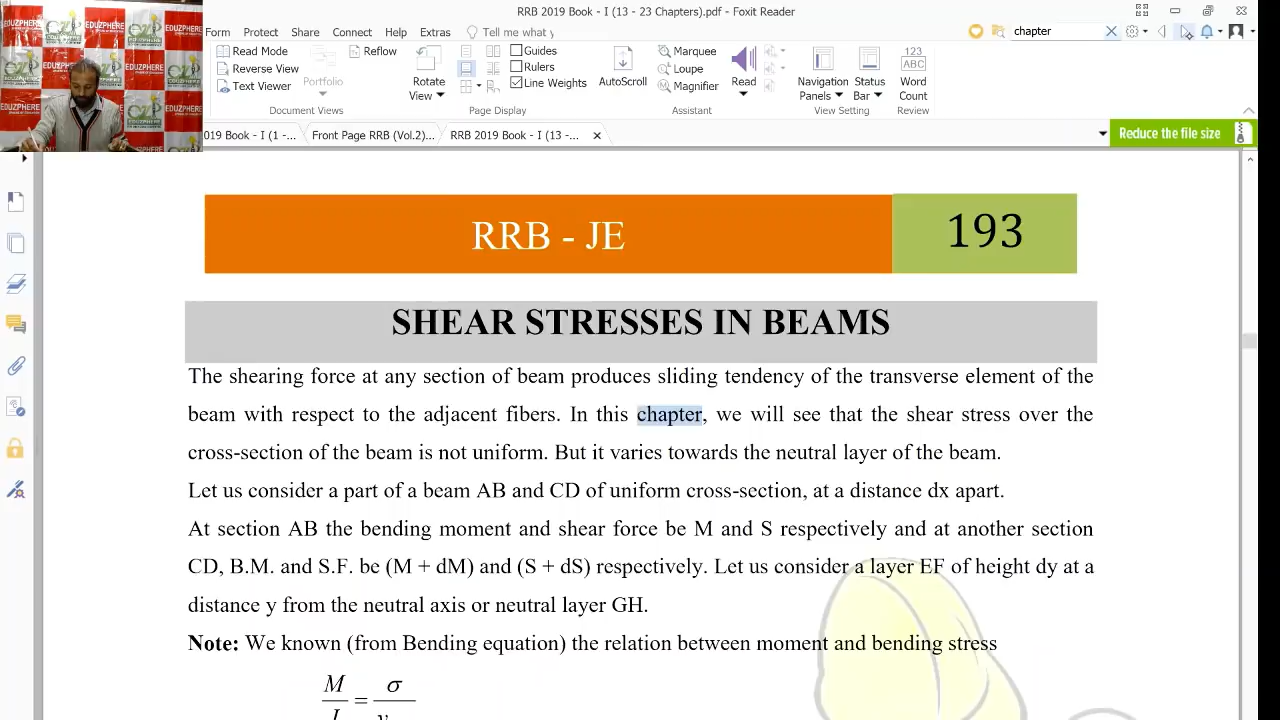 RRB 2019 Book - I (13 - 23 Chapters).pdf - Foxit Reader
Form Protect Share Connect Help Extras Tell me what y chapter
Read Mode Reflow Guides Marquee
Reverse View Rulers Loupe
Text Viewer Portfolio Line Weights Magnifier
Rotate View AutoScroll Read Navigation Panels Status Bar Word Count
123 ABC
Document Views Page Display Assistant View Setting Review
2019 Book - I (1 -... Front Page RRB (Vol.2)... RRB 2019 Book - I (13 -... Reduce the file size
EDUZPHERE
RRB - JE 193
SHEAR STRESSES IN BEAMS
The shearing force at any section of beam produces sliding tendency of the transverse element of the
beam with respect to the adjacent fibers. In this chapter, we will see that the shear stress over the
cross-section of the beam is not uniform. But it varies towards the neutral layer of the beam.
Let us consider a part of a beam AB and CD of uniform cross-section, at a distance dx apart.
At section AB the bending moment and shear force be M and S respectively and at another section
CD, B.M. and S.F. be (M + dM) and (S + dS) respectively. Let us consider a layer EF of height dy at a
distance y from the neutral axis or neutral layer GH.
Note: We known (from Bending equation) the relation between moment and bending stress
M/I = σ/y